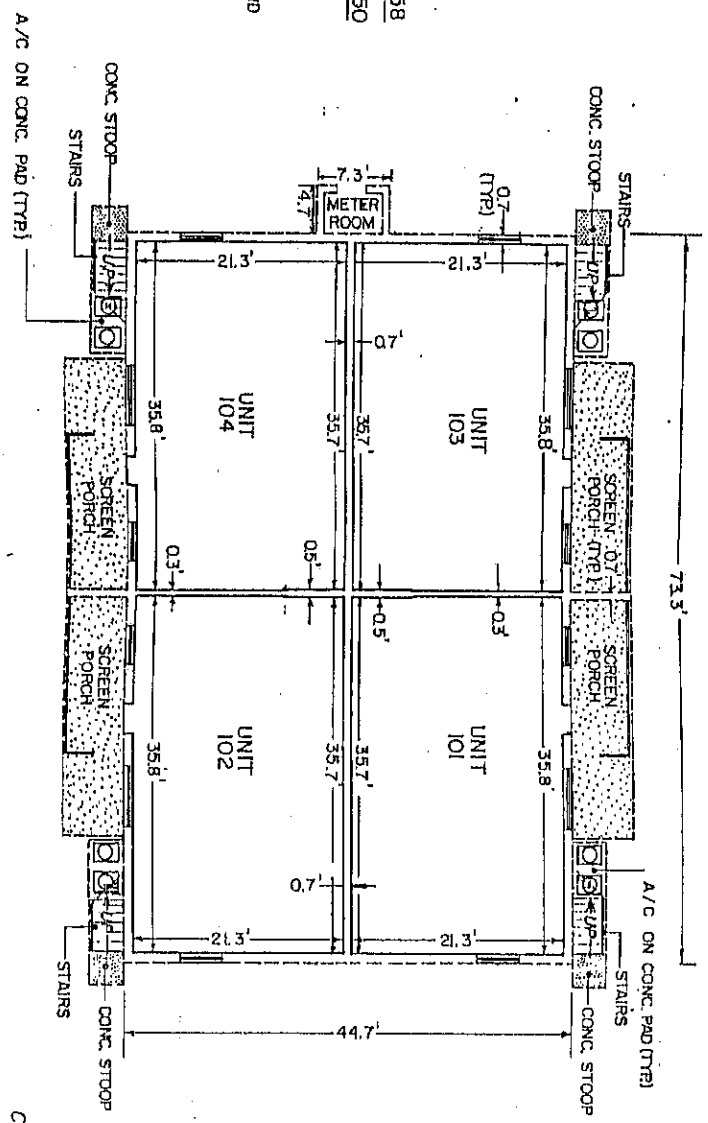 58
50
D
A/C ON CONC. PAD (TYP.)
CONC. STOOP
STAIRS
UP
7.3'
4.7'
METER
ROOM
0.7'
(TYP.)
CONC. STOOP
STAIRS
UP
21.3'
21.3'
35.8'
UNIT
104
35.7'
0.7'
35.7'
UNIT
103
35.8'
SCREEN
PORCH
SCREEN
PORCH (TYP.)
0.7'
73.3'
0.3'
0.5'
0.5'
0.3'
SCREEN
PORCH
SCREEN
PORCH
35.8'
UNIT
102
35.7'
35.7'
UNIT
101
35.8'
0.7'
21.3'
21.3'
UP
STAIRS
CONC. STOOP
A/C ON CONC. PAD (TYP.)
UP
STAIRS
CONC. STOOP
44.7'
C